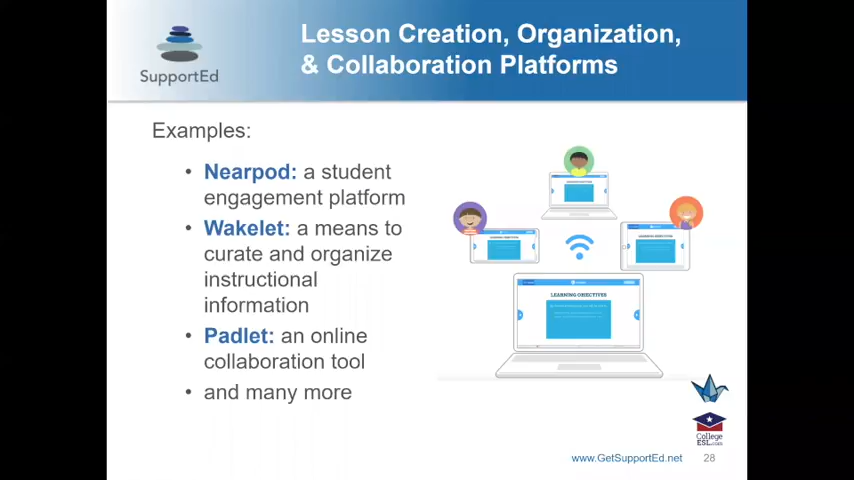 SupportEd
Lesson Creation, Organization,
& Collaboration Platforms
Examples:
• Nearpod: a student
engagement platform
• Wakelet: a means to
curate and organize
instructional
information
• Padlet: an online
collaboration tool
• and many more
LEARNING OBJECTIVES
College
ESL.com
www.GetSupportEd.net
28